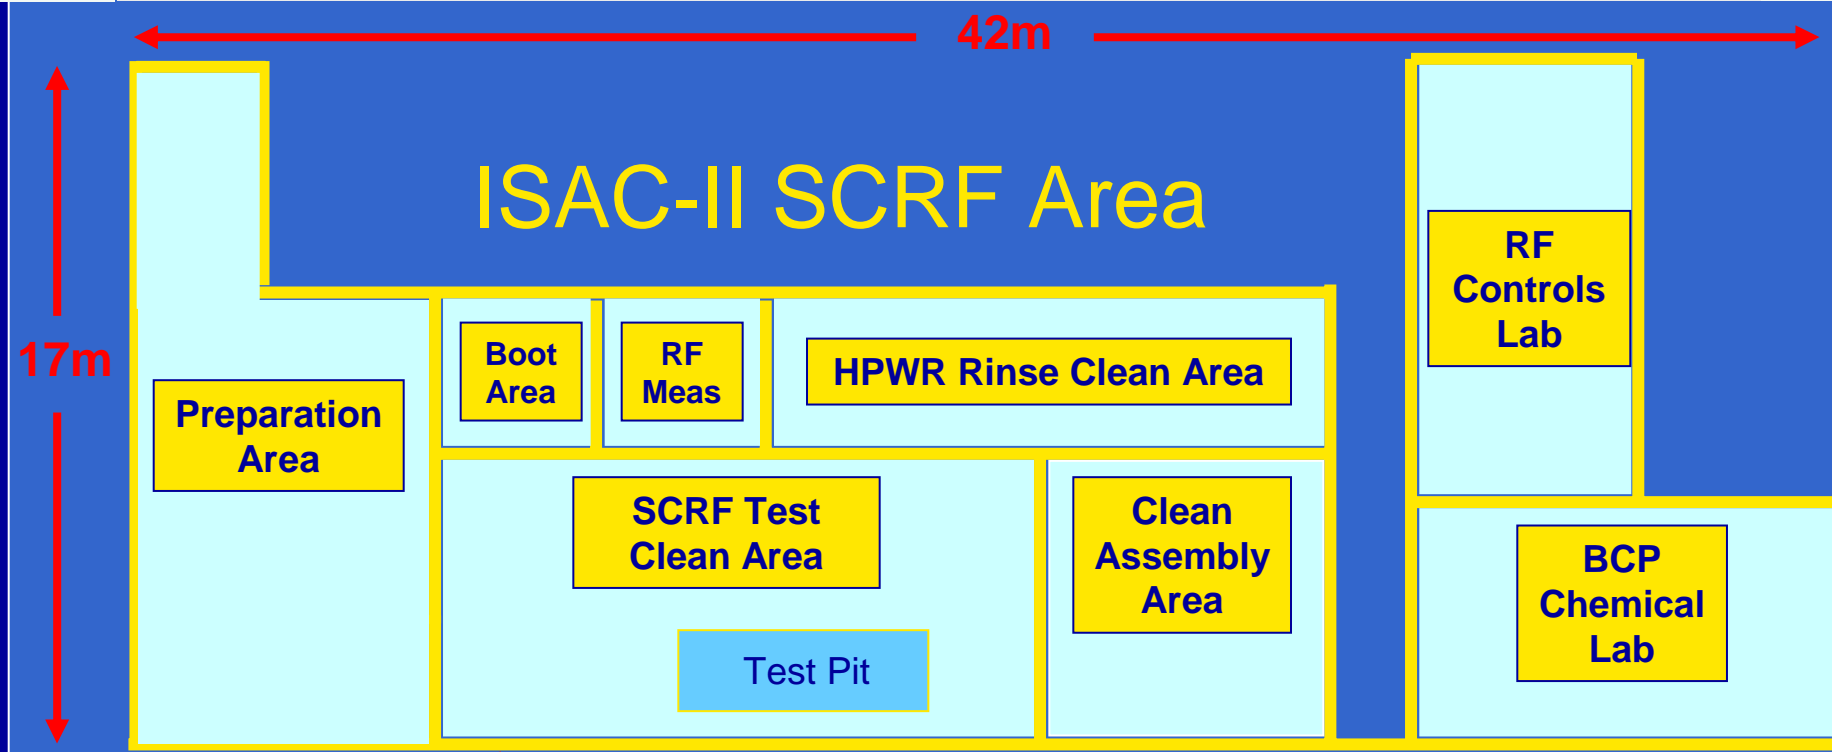 42m
ISAC-II SCRF Area
17m
Preparation
Area
Boot
Area
RF
Meas
HPWR Rinse Clean Area
RF
Controls
Lab
SCRF Test
Clean Area
Test Pit
Clean
Assembly
Area
BCP
Chemical
Lab